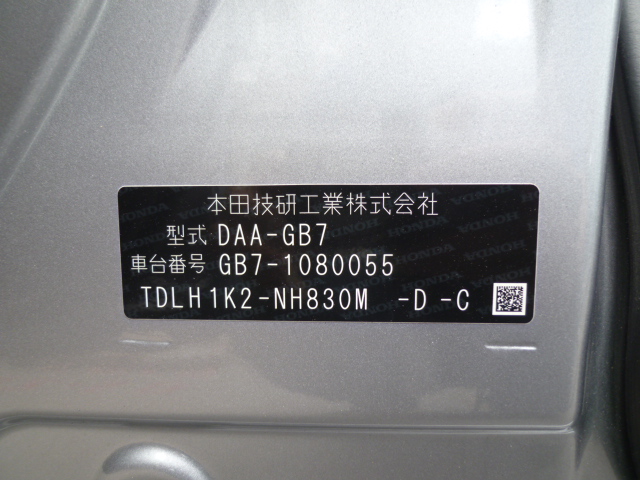 本田技研工業株式会社
型式 DAA-GB7
車台番号 GB7-1080055
TDLH1K2-NH830M -D -C